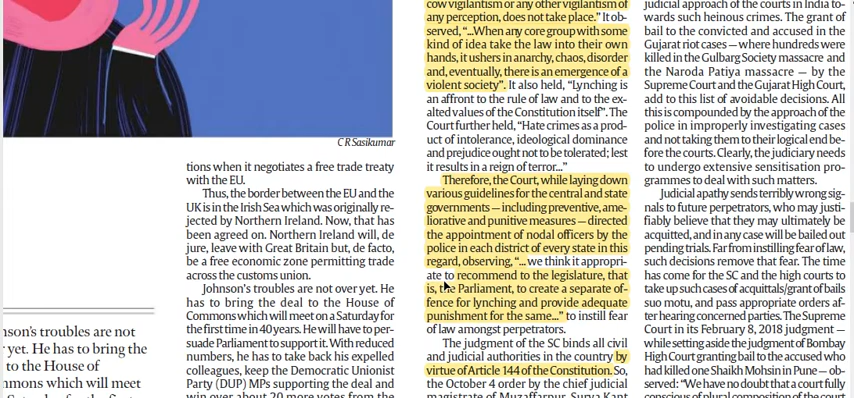 C R Sasikumar
nson's troubles are not
yet. He has to bring the
to the House of
mmons which will meet
tions when it negotiates a free trade treaty
with the EU.
Thus, the border between the EU and the
UK is in the Irish Sea which was originally re-
jected by Northern Ireland. Now, that has
been agreed on. Northern Ireland will, de
jure, leave with Great Britain but, de facto,
be a free economic zone permitting trade
across the customs union.
Johnson's troubles are not over yet. He
has to bring the deal to the House of
Commons which will meet on a Saturday for
the first time in 40 years. He will have to per-
suade Parliament to support it. With reduced
numbers, he has to take back his expelled
colleagues, keep the Democratic Unionist
Party (DUP) MPs supporting the deal and
win over about 20 more votes from the
cow vigilantism or any other vigilantism of
any perception, does not take place." It ob-
served, "...When any core group with some
kind of idea take the law into their own
hands, it ushers in anarchy, chaos, disorder
and, eventually, there is an emergence of a
violent society". It also held, "Lynching is
an affront to the rule of law and to the ex-
alted values of the Constitution itself". The
Court further held, "Hate crimes as a prod-
uct of intolerance, ideological dominance
and prejudice ought not to be tolerated; lest
it results in a reign of terror..."
Therefore, the Court, while laying down
various guidelines for the central and state
governments — including preventive, ame-
liorative and punitive measures — directed
the appointment of nodal officers by the
police in each district of every state in this
regard, observing, "... we think it appropri-
ate to recommend to the legislature, that
is, the Parliament, to create a separate of-
fence for lynching and provide adequate
punishment for the same..." to instill fear
of law amongst perpetrators.
The judgment of the SC binds all civil
and judicial authorities in the country by
virtue of Article 144 of the Constitution. So,
the October 4 order by the chief judicial
magistrate of Muzaffarpur, Surya Kant
judicial approach of the courts in India to-
wards such heinous crimes. The grant of
bail to the convicted and accused in the
Gujarat riot cases — where hundreds were
killed in the Gulbarg Society massacre and
the Naroda Patiya massacre — by the
Supreme Court and the Gujarat High Court,
add to this list of avoidable decisions. All
this is compounded by the approach of the
police in improperly investigating cases
and not taking them to their logical end be-
fore the courts. Clearly, the judiciary needs
to undergo extensive sensitisation pro-
grammes to deal with such matters.
Judicial apathy sends terribly wrong sig-
nals to future perpetrators, who may justi-
fiably believe that they may ultimately be
acquitted, and in any case will be bailed out
pending trials. Far from instilling fear of law,
such decisions remove that fear. The time
has come for the SC and the high courts to
take up such cases of acquittals/grant of bails
suo motu, and pass appropriate orders af-
ter hearing concerned parties. The Supreme
Court in its February 8, 2018 judgment —
while setting aside the judgment of Bombay
High Court granting bail to the accused who
had killed one Shaikh Mohsin in Pune — ob-
served: "We have no doubt that a court fully
conscious of plural composition of the court